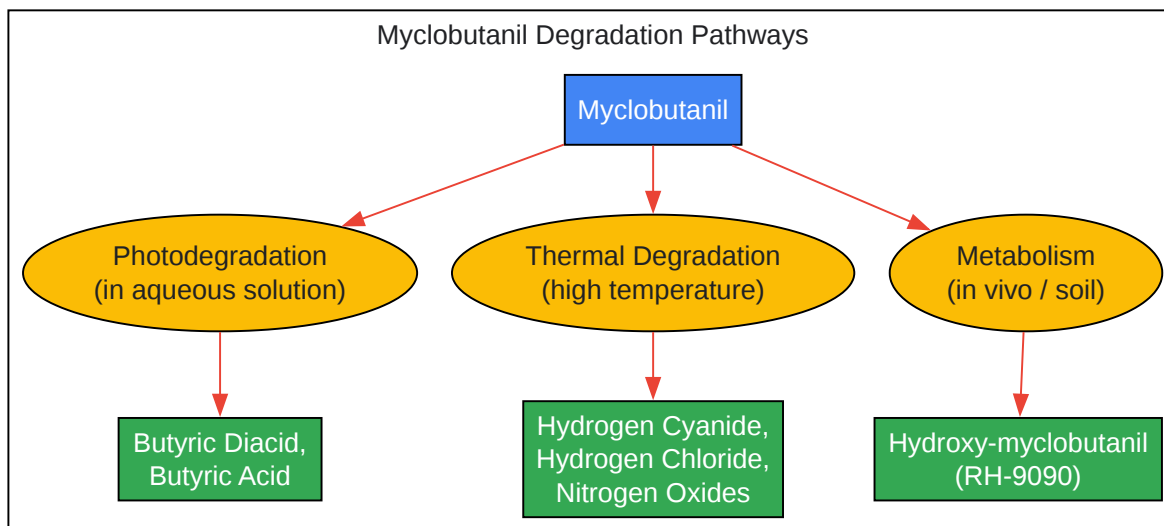 Myclobutanil Degradation Pathways
Myclobutanil
Photodegradation
(in aqueous solution)
Thermal Degradation
(high temperature)
Metabolism
(in vivo / soil)
Butyric Diacid,
Butyric Acid
Hydrogen Cyanide,
Hydrogen Chloride,
Nitrogen Oxides
Hydroxy-myclobutanil
(RH-9090)